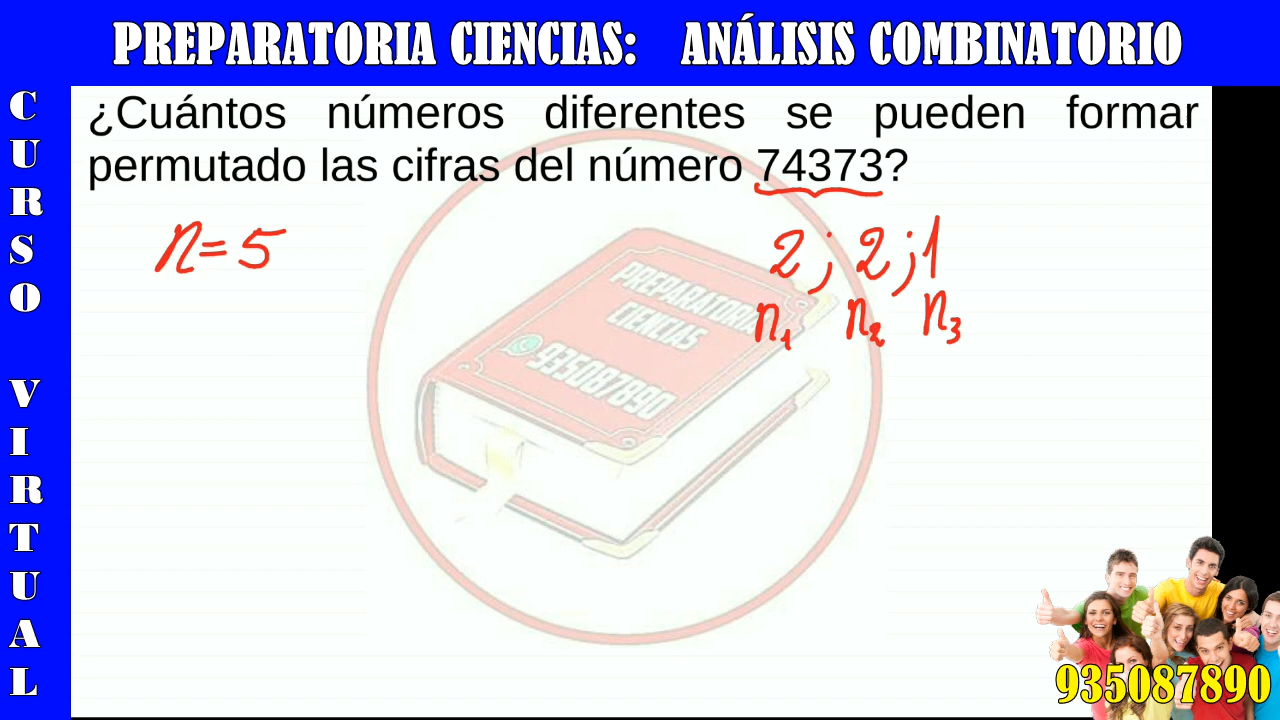 PREPARATORIA CIENCIAS: ANÁLISIS COMBINATORIO
CURSO VIRTUAL
¿Cuántos números diferentes se pueden formar
permutado las cifras del número 74373?
n=5
2; 2; 1
n1 n2 n3
PREPARATORIA
CIENCIAS
935087890
935087890